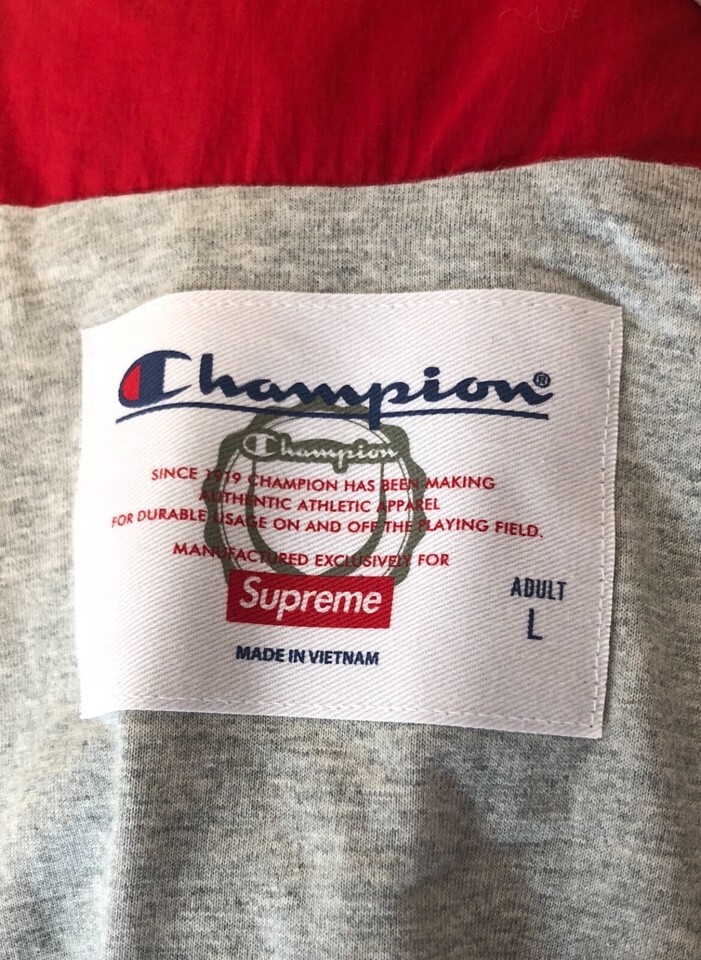 Champion®
Champion
SINCE 1919 CHAMPION HAS BEEN MAKING
AUTHENTIC ATHLETIC APPAREL
FOR DURABLE USAGE ON AND OFF THE PLAYING FIELD.
MANUFACTURED EXCLUSIVELY FOR
Supreme
ADULT
L
MADE IN VIETNAM